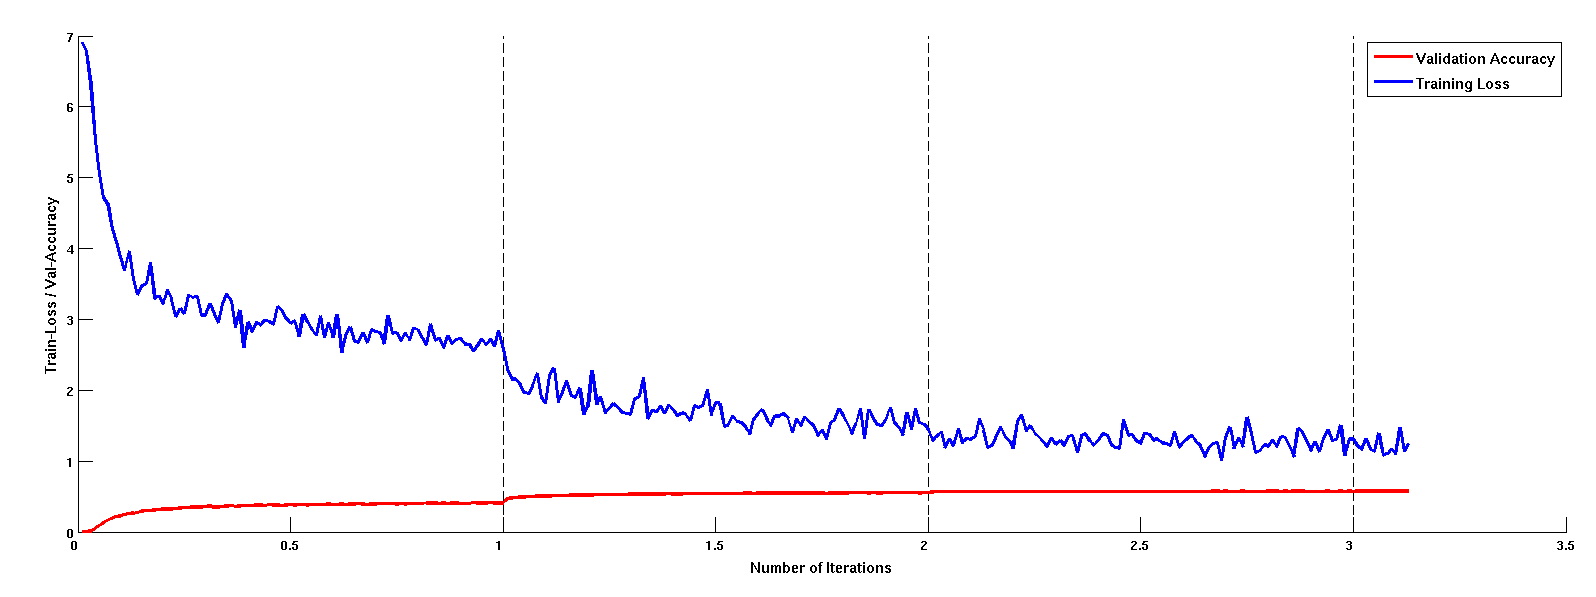 7
6
5
4
3
2
1
0
Train-Loss / Val-Accuracy
0 0.5 1 1.5 2 2.5 3 3.5
Number of Iterations
Validation Accuracy
Training Loss